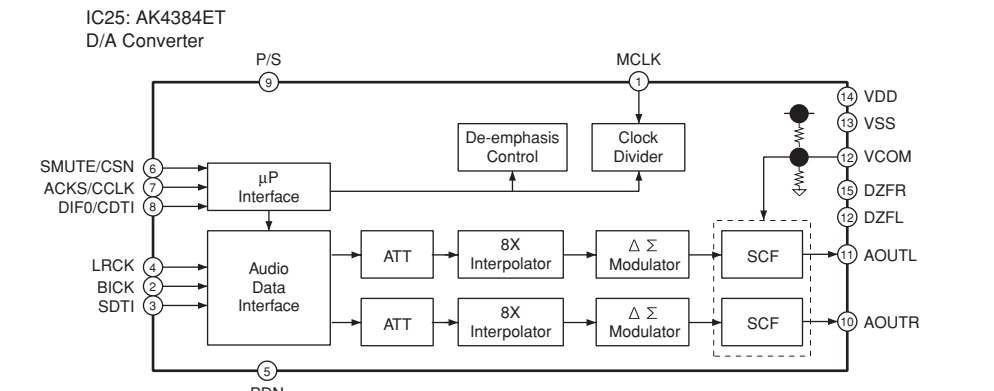 IC25: AK4384ET
D/A Converter
P/S
MCLK
9
1
14 VDD
13 VSS
12 VCOM
15 DZFR
12 DZFL
De-emphasis
Control
Clock
Divider
SMUTE/CSN 6
ACKS/CCLK 7
DIF0/CDTI 8
µP
Interface
LRCK 4
BICK 2
SDTI 3
Audio
Data
Interface
ATT
8X
Interpolator
Δ Σ
Modulator
SCF
11 AOUTL
ATT
8X
Interpolator
Δ Σ
Modulator
SCF
10 AOUTR
5
PDN